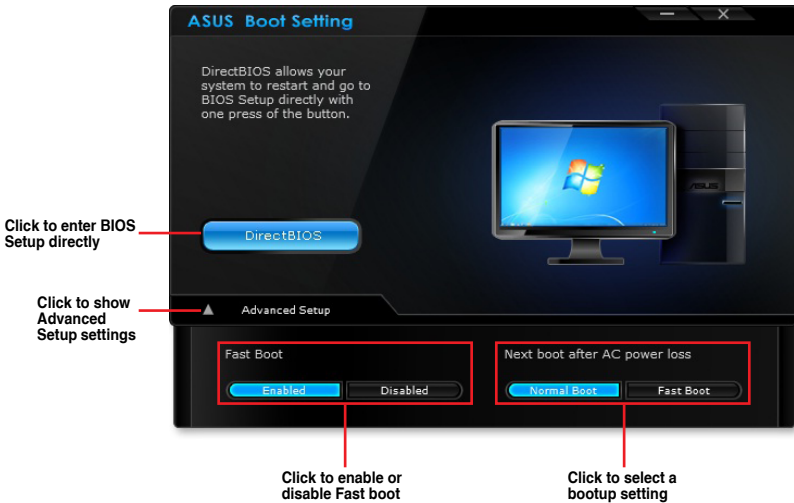 ASUS Boot Setting
DirectBIOS allows your
system to restart and go to
BIOS Setup directly with
one press of the button.
ASUS
Click to enter BIOS
Setup directly
DirectBIOS
Click to show
Advanced
Setup settings
Advanced Setup
Fast Boot
Enabled
Disabled
Next boot after AC power loss
Normal Boot
Fast Boot
Click to enable or
disable Fast boot
Click to select a
bootup setting